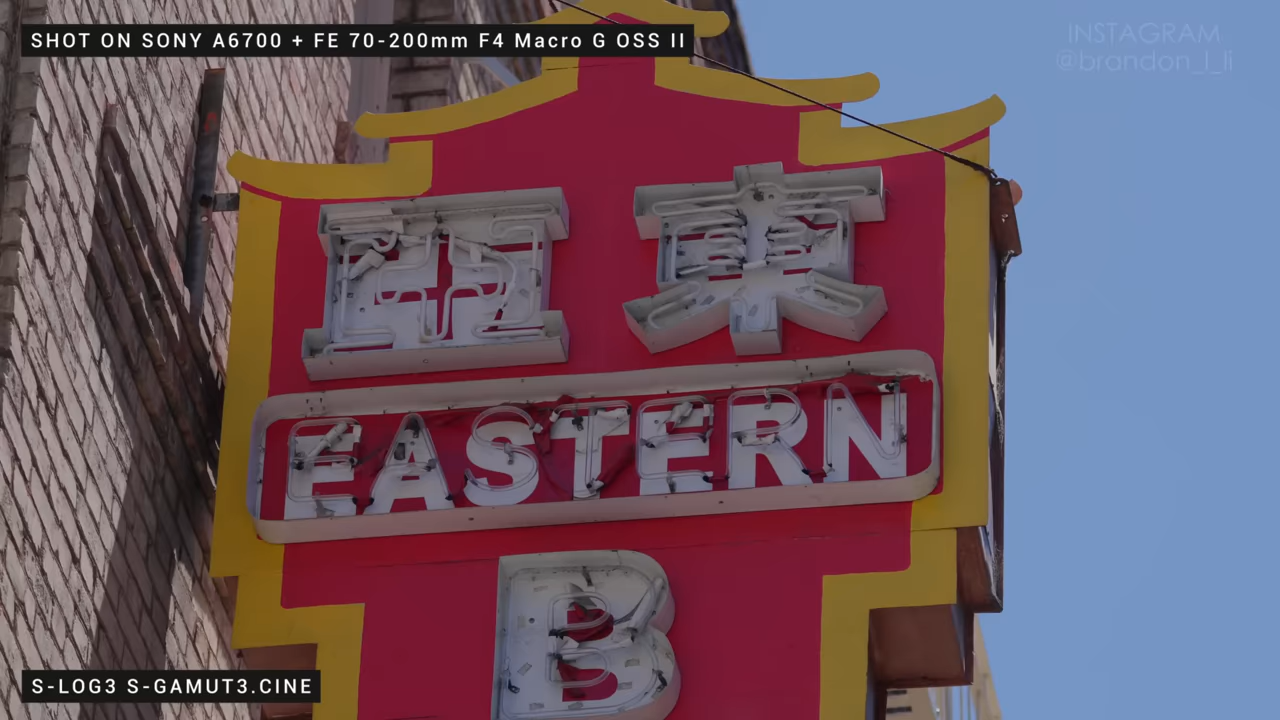 SHOT ON SONY A6700 + FE 70-200mm F4 Macro G OSS II
INSTAGRAM
@brandon_l_li
東亞
EASTERN
B
S-LOG3 S-GAMUT3.CINE